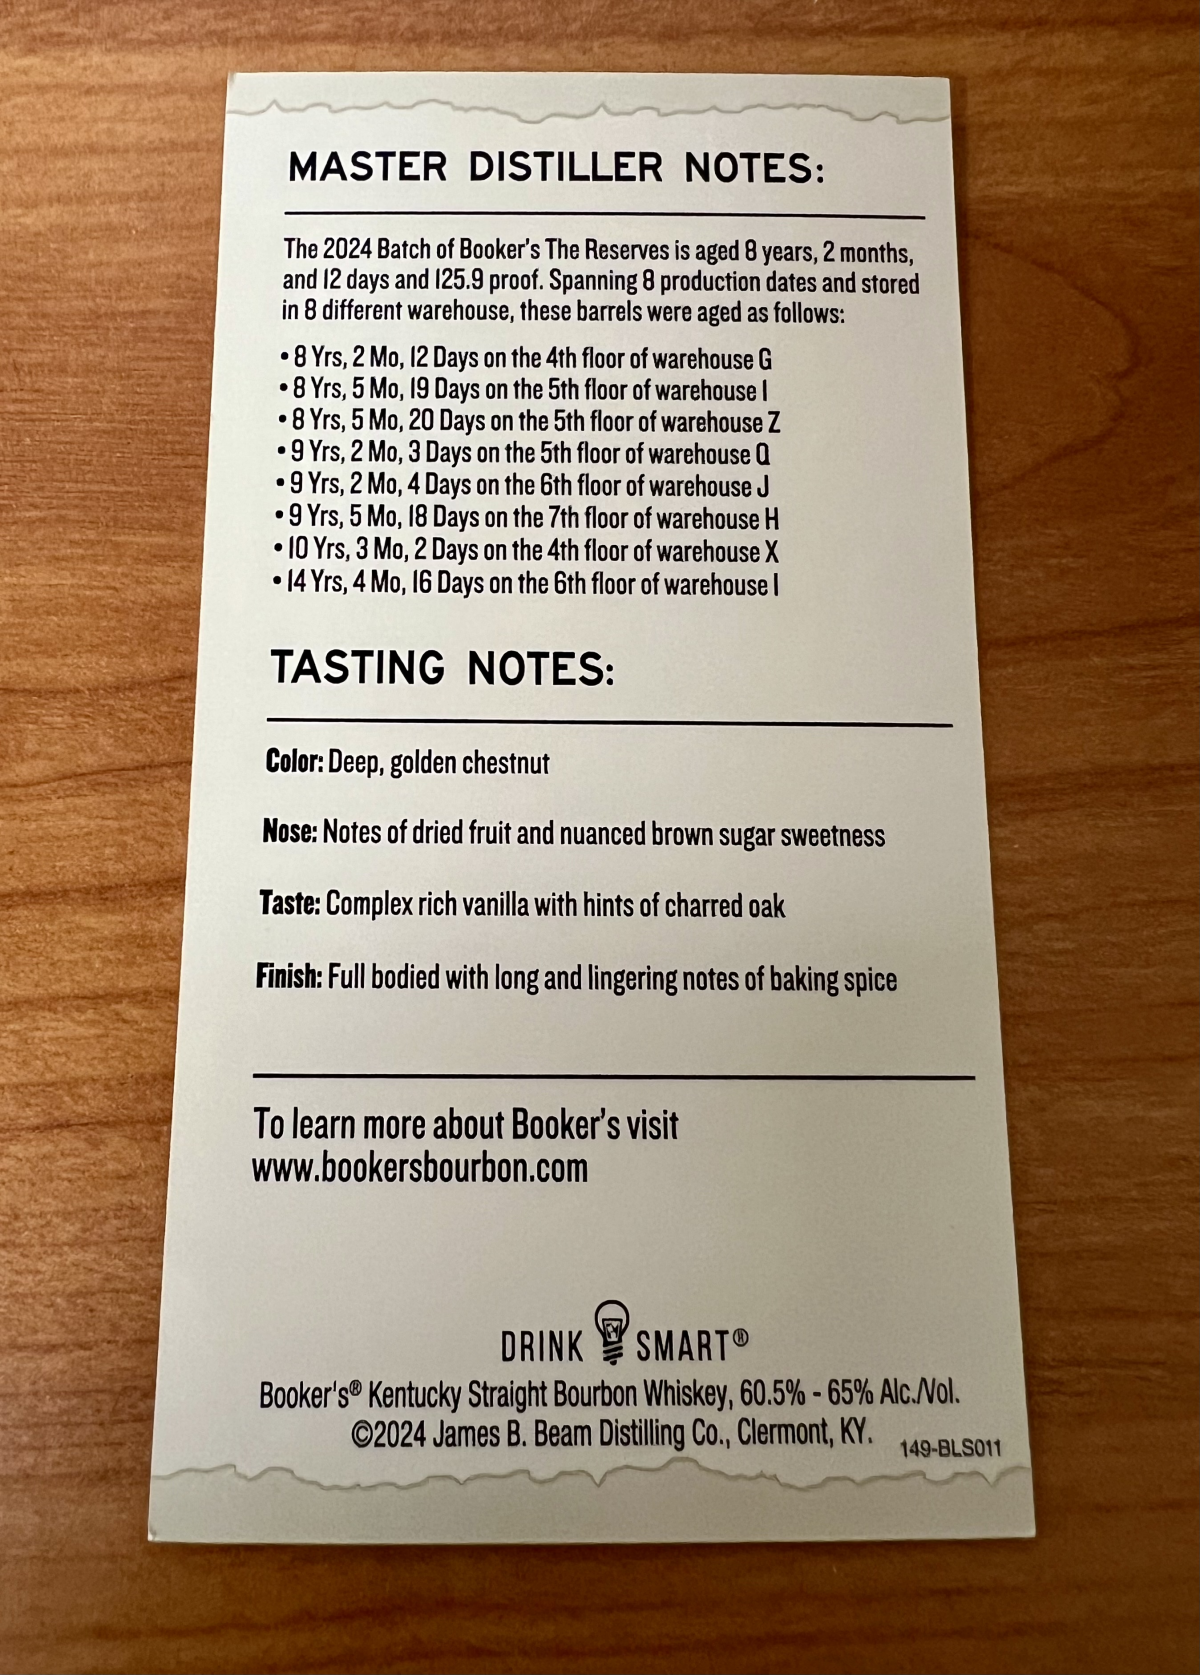 MASTER DISTILLER NOTES:
The 2024 Batch of Booker's The Reserves is aged 8 years, 2 months,
and 12 days and 125.9 proof. Spanning 8 production dates and stored
in 8 different warehouse, these barrels were aged as follows:
• 8 Yrs, 2 Mo, 12 Days on the 4th floor of warehouse G
• 8 Yrs, 5 Mo, 19 Days on the 5th floor of warehouse I
• 8 Yrs, 5 Mo, 20 Days on the 5th floor of warehouse Z
• 9 Yrs, 2 Mo, 3 Days on the 5th floor of warehouse Q
• 9 Yrs, 2 Mo, 4 Days on the 6th floor of warehouse J
• 9 Yrs, 5 Mo, 18 Days on the 7th floor of warehouse H
• 10 Yrs, 3 Mo, 2 Days on the 4th floor of warehouse X
• 14 Yrs, 4 Mo, 16 Days on the 6th floor of warehouse I
TASTING NOTES:
Color: Deep, golden chestnut
Nose: Notes of dried fruit and nuanced brown sugar sweetness
Taste: Complex rich vanilla with hints of charred oak
Finish: Full bodied with long and lingering notes of baking spice
To learn more about Booker's visit
www.bookersbourbon.com
DRINK SMART®
Booker's® Kentucky Straight Bourbon Whiskey, 60.5% - 65% Alc./Vol.
©2024 James B. Beam Distilling Co., Clermont, KY.
149-BLS011